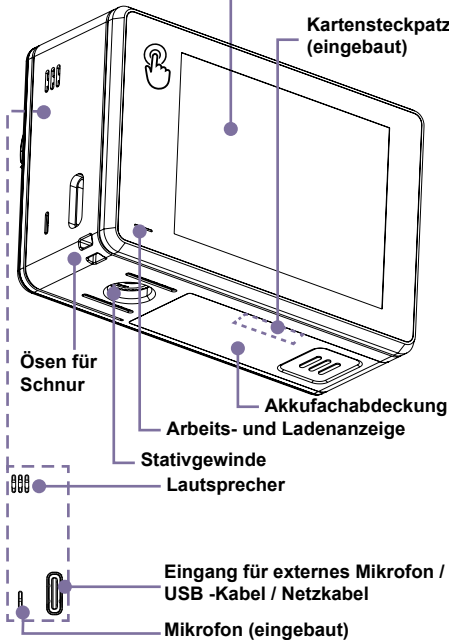 Kartensteckpatz
(eingebaut)
Ösen für
Schnur
Akkufachabdeckung
Arbeits- und Ladenanzeige
Stativgewinde
Lautsprecher
Eingang für externes Mikrofon /
USB -Kabel / Netzkabel
Mikrofon (eingebaut)